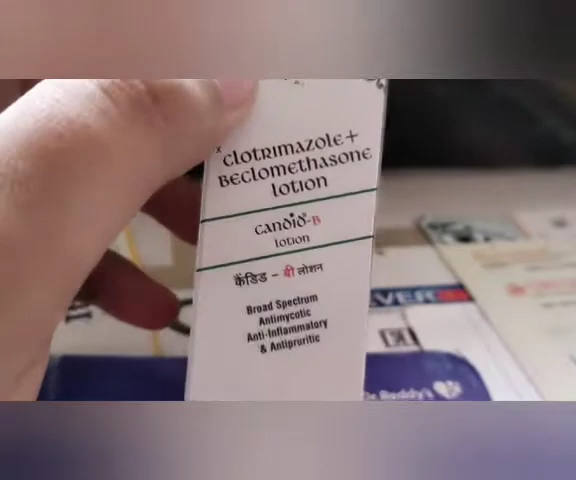 Clotrimazole+
Beclomethasone
lotion
Candid®-B
lotion
कैंडिड - बी लोशन
Broad Spectrum
Antimycotic
Anti-Inflammatory
& Antipruritic
Dr. Reddy's